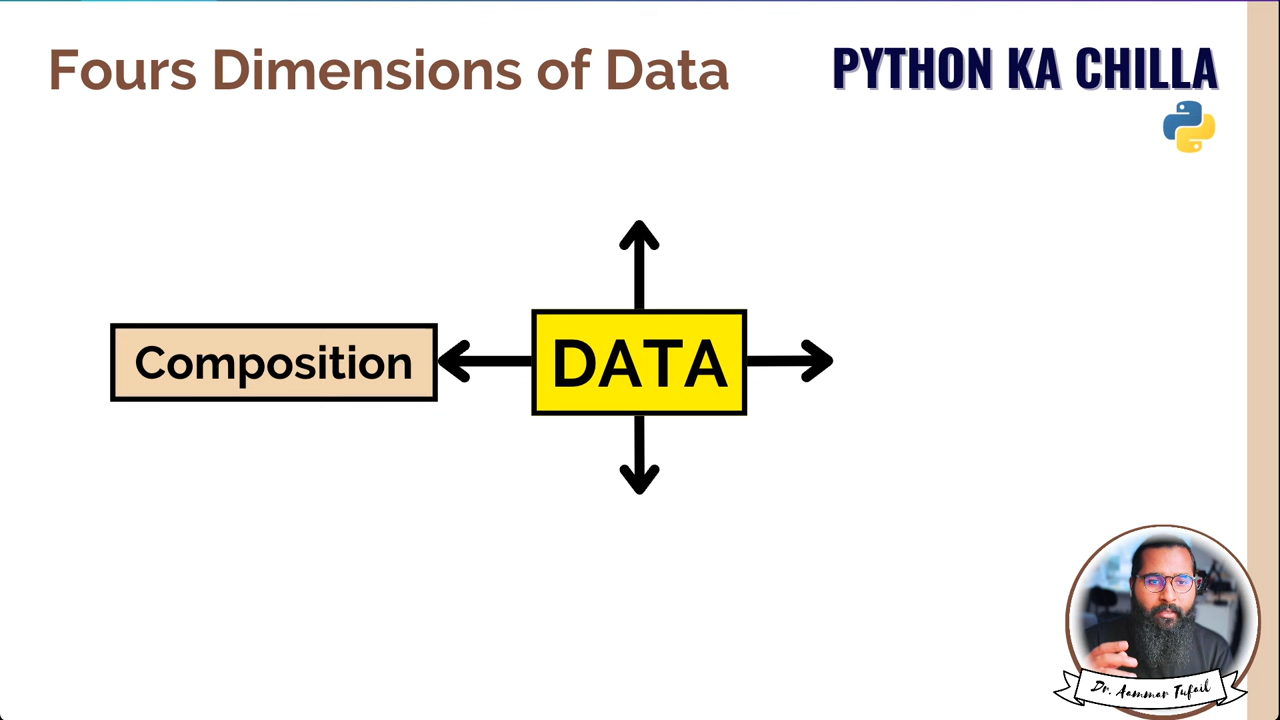 Fours Dimensions of Data
PYTHON KA CHILLA
Composition
DATA
Dr. Aammar Tufail